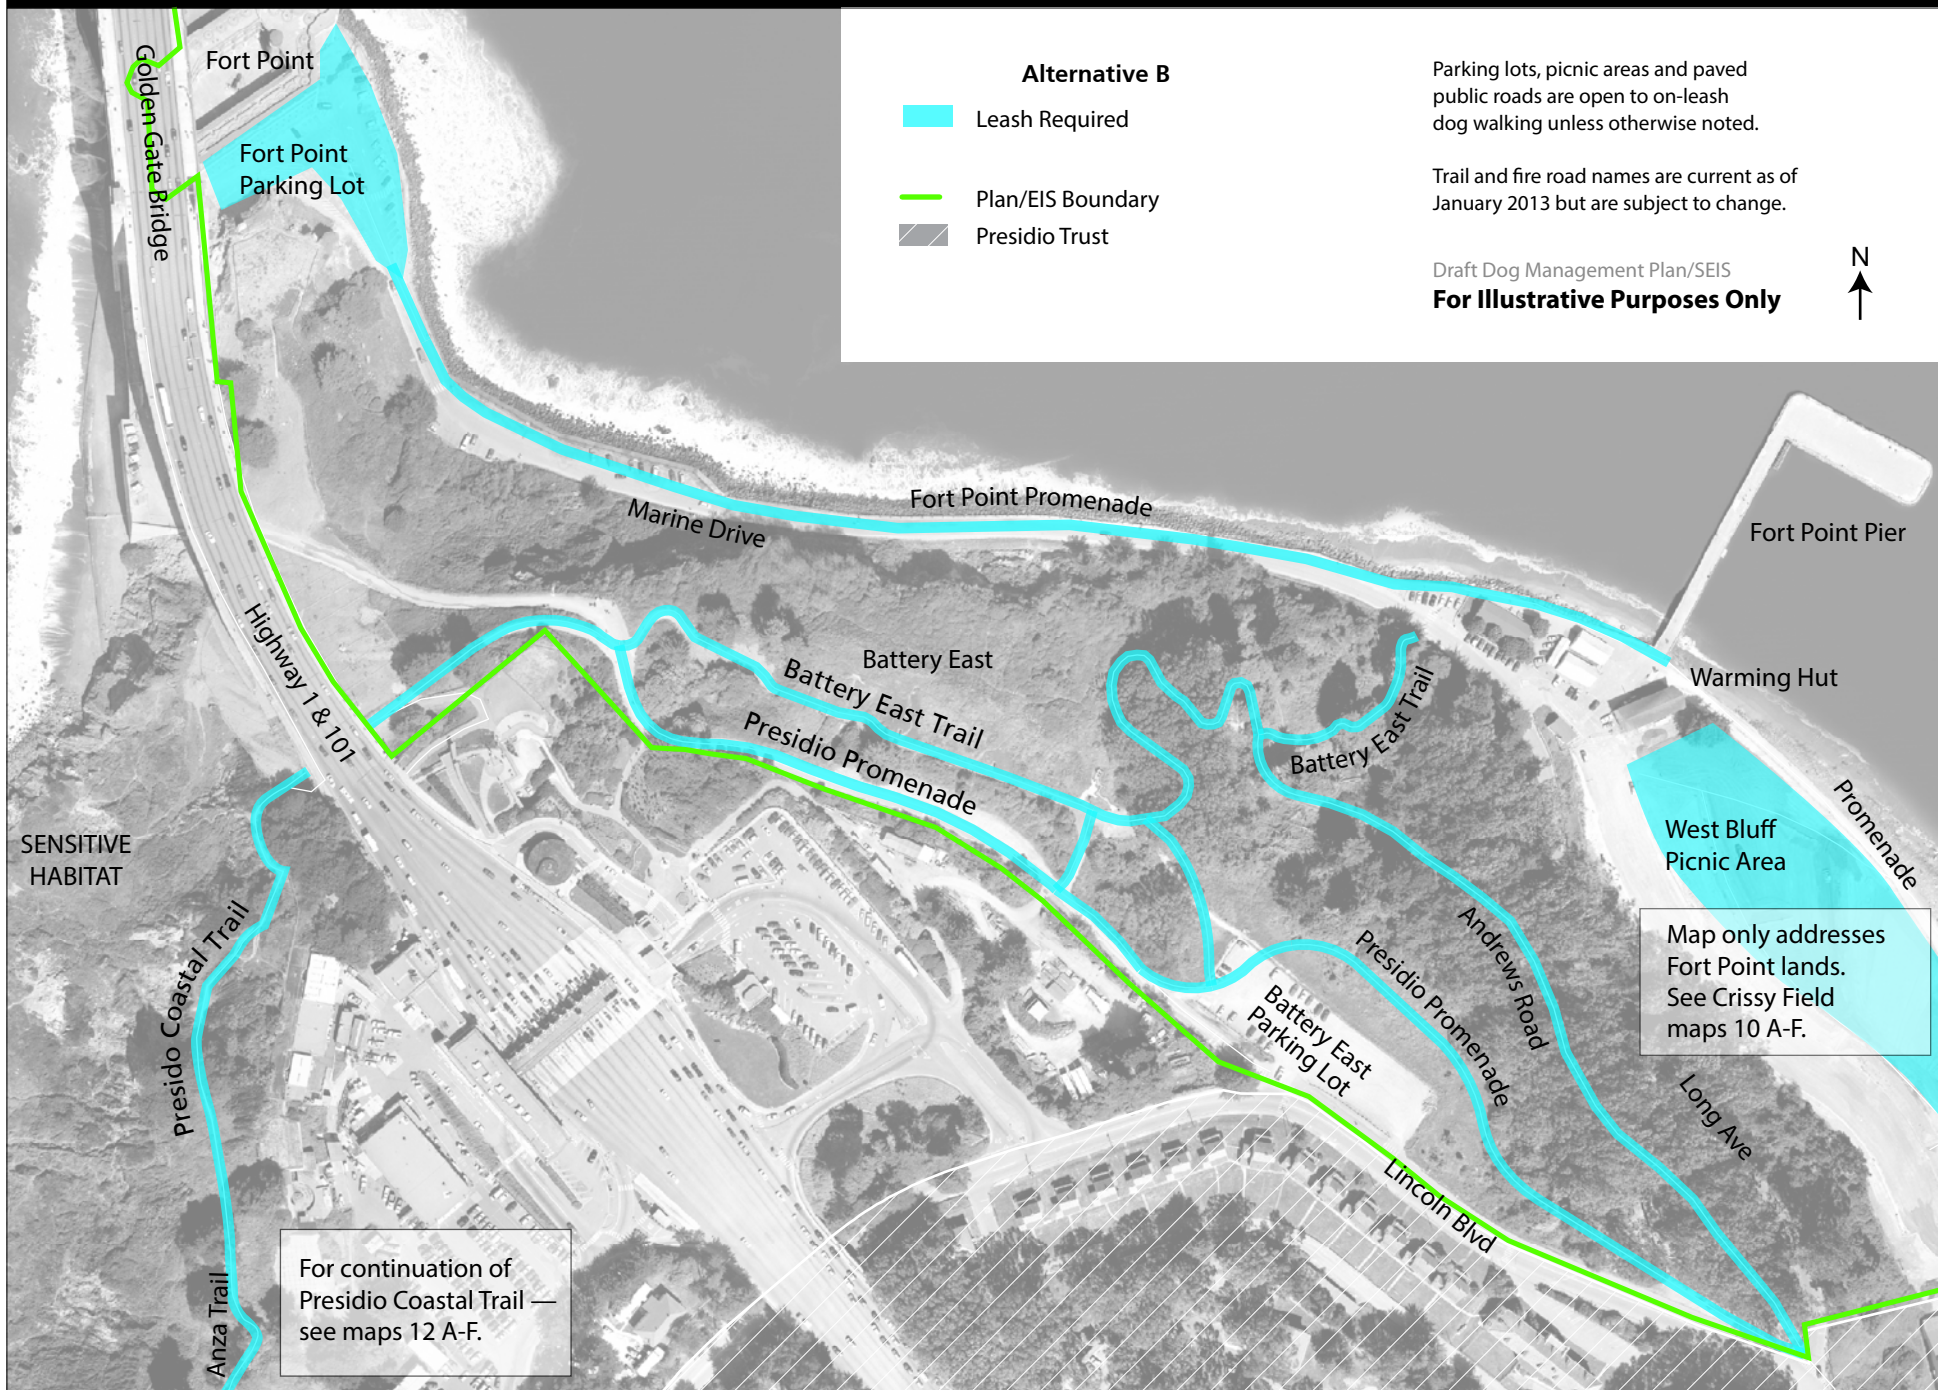 Alternative B
Leash Required
Plan/EIS Boundary
Presidio Trust
Parking lots, picnic areas and paved
public roads are open to on-leash
dog walking unless otherwise noted.
Trail and fire road names are current as of
January 2013 but are subject to change.
Draft Dog Management Plan/SEIS
For Illustrative Purposes Only
N
Golden Gate Bridge
Fort Point
Fort Point
Parking Lot
Marine Drive
Fort Point Promenade
Fort Point Pier
Highway 1 & 101
Battery East
Battery East Trail
Presidio Promenade
Battery East Trail
Warming Hut
Promenade
SENSITIVE
HABITAT
West Bluff
Picnic Area
Presido Coastal Trail
Map only addresses
Fort Point lands.
See Crissy Field
maps 10 A-F.
Andrews Road
Presidio Promenade
Battery East
Parking Lot
Long Ave
Lincoln Blvd
Anza Trail
For continuation of
Presidio Coastal Trail —
see maps 12 A-F.